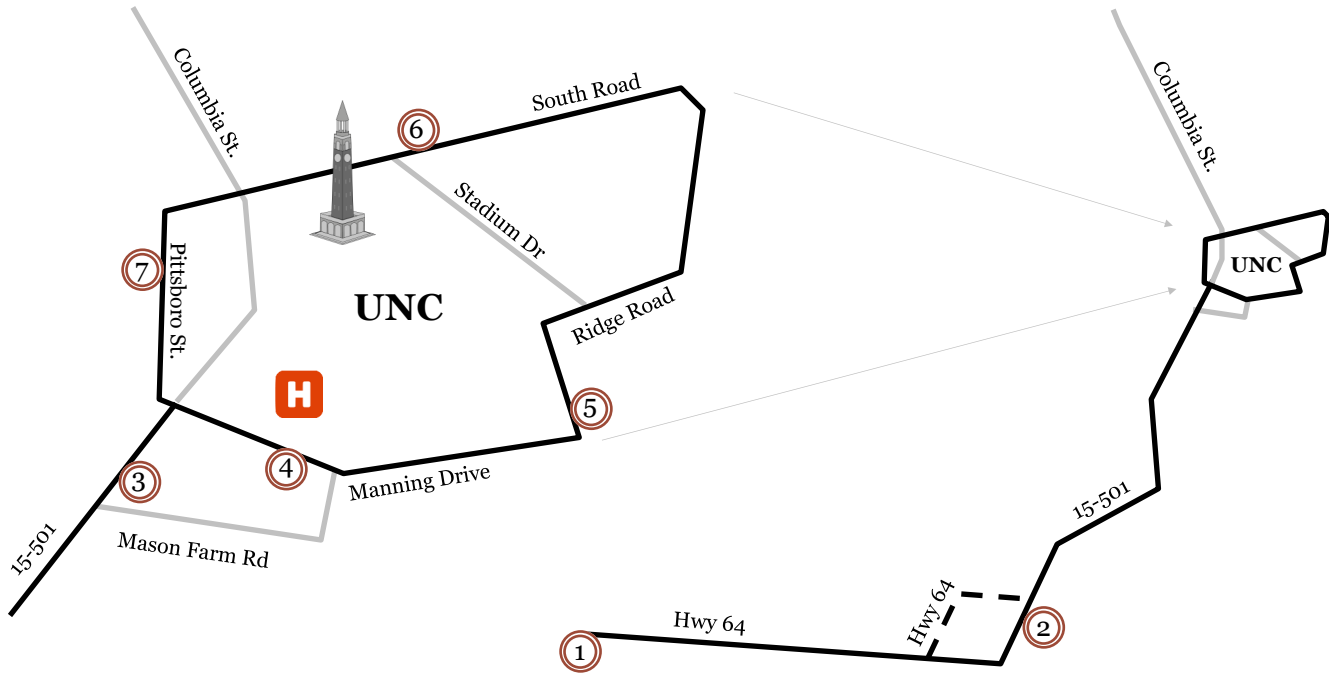 Columbia St.
6
South Road
Stadium Dr
7
Pittsboro St.
UNC
Ridge Road
H
5
4
3
Manning Drive
15-501
Mason Farm Rd
Columbia St.
UNC
15-501
Hwy 64
Hwy 64
1
2